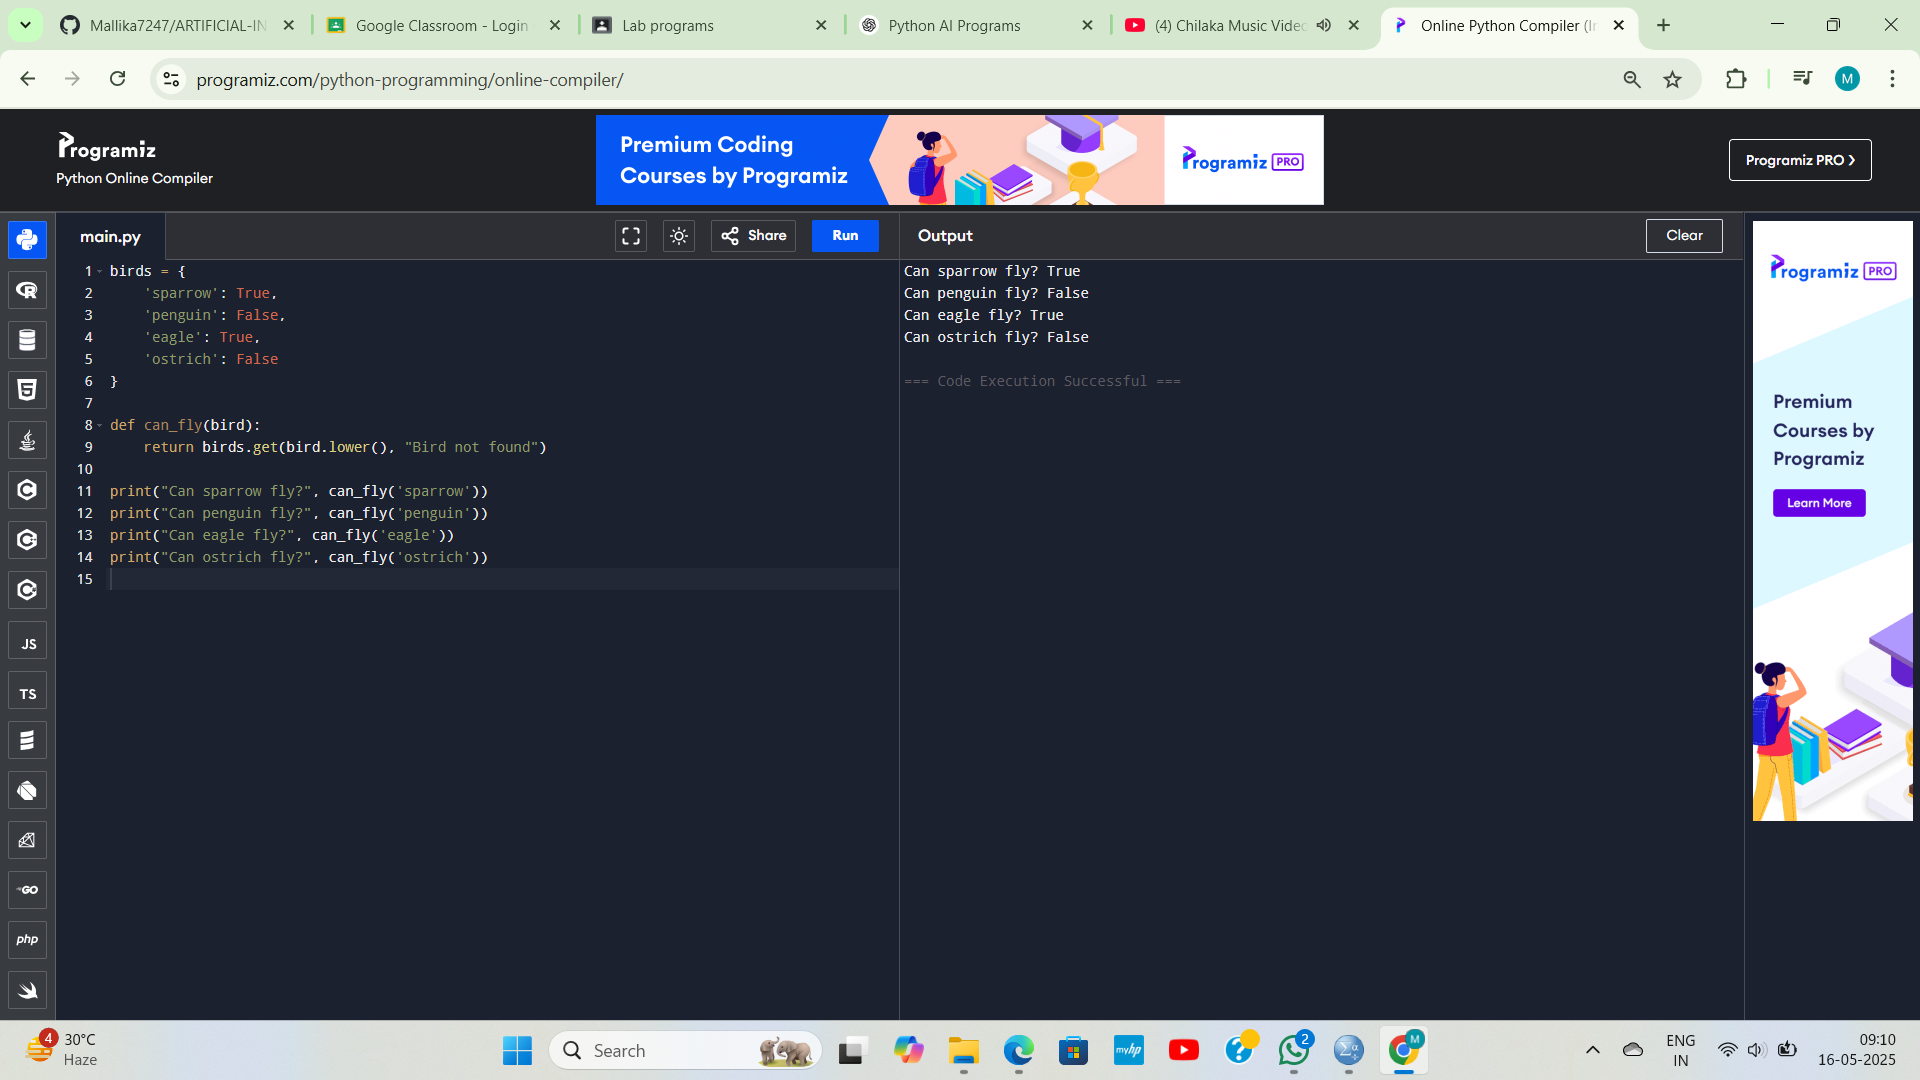 Mallika7247/ARTIFICIAL-IN
Google Classroom - Login
Lab programs
Python AI Programs
(4) Chilaka Music Videc
Online Python Compiler (Ir
programiz.com/python-programming/online-compiler/
M
Programiz
Python Online Compiler
Premium Coding
Courses by Programiz
Programiz PRO
Programiz PRO ❯
main.py
Share
Run
Output
Clear
1 birds = {
2 'sparrow': True,
3 'penguin': False,
4 'eagle': True,
5 'ostrich': False
6 }
7
8 def can_fly(bird):
9 return birds.get(bird.lower(), "Bird not found")
10
11 print("Can sparrow fly?", can_fly('sparrow'))
12 print("Can penguin fly?", can_fly('penguin'))
13 print("Can eagle fly?", can_fly('eagle'))
14 print("Can ostrich fly?", can_fly('ostrich'))
15
Can sparrow fly? True
Can penguin fly? False
Can eagle fly? True
Can ostrich fly? False
=== Code Execution Successful ===
Programiz PRO
Premium
Courses by
Programiz
Learn More
JS
TS
GO
php
4
30°C
Haze
Search
myhp
2
M
ENG
IN
09:10
16-05-2025